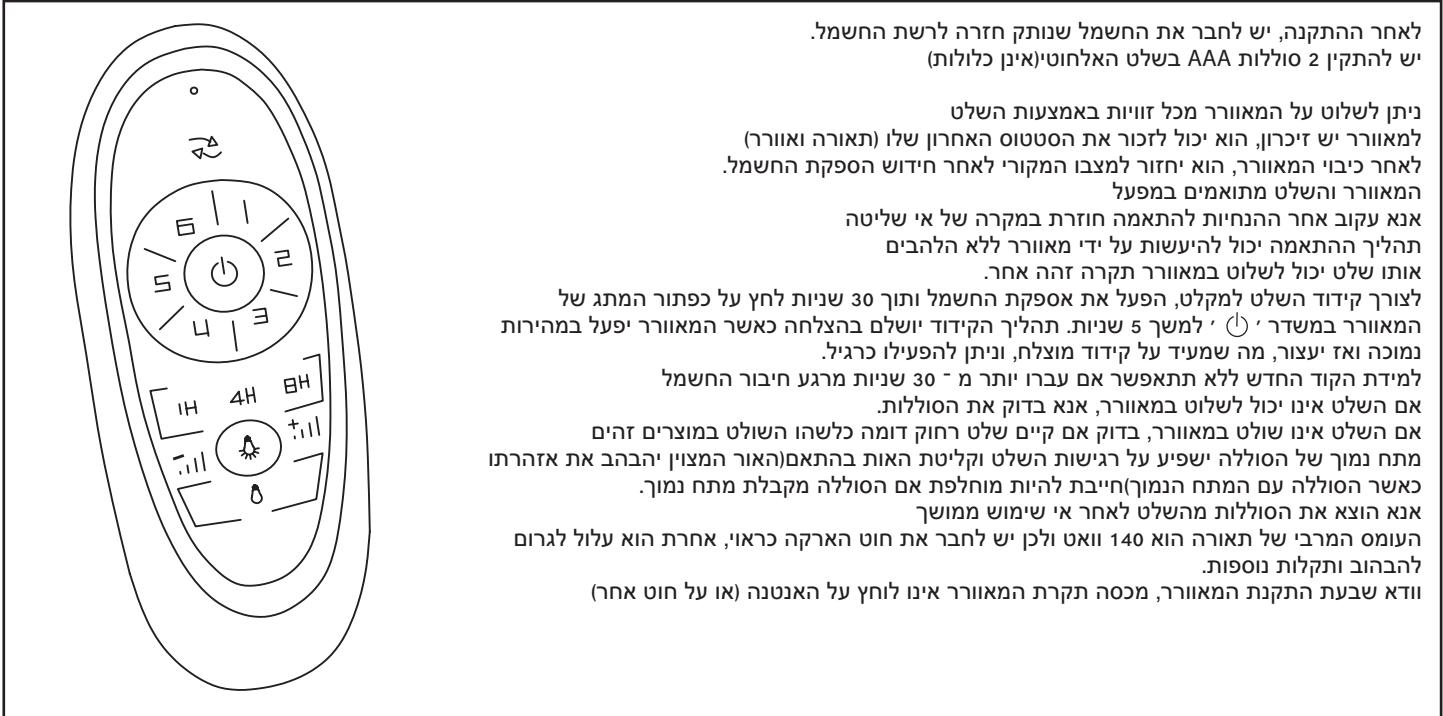 לאחר ההתקנה, יש לחבר את החשמל שנותק חזרה לרשת החשמל.
יש להתקין 2 סוללות AAA בשלט האלחוטי(אינן כלולות)
ניתן לשלוט על המאוורר מכל זוויות באמצעות השלט
למאוורר יש זיכרון, הוא יכול לזכור את הסטטוס האחרון שלו (תאורה ואוורר)
לאחר כיבוי המאוורר, הוא יחזור למצבו המקורי לאחר חידוש הספקת החשמל.
המאוורר והשלט מתואמים במפעל
אנא עקוב אחר ההנחיות להתאמה חוזרת במקרה של אי שליטה
תהליך ההתאמה יכול להיעשות על ידי מאוורר ללא הלהבים
אותו שלט יכול לשלוט במאוורר תקרה זהה אחר.
לצורך קידוד השלט למקלט, הפעל את אספקת החשמל ותוך 30 שניות לחץ על כפתור המתג של
המאוורר במשדר ׳ ⏻ ׳ למשך 5 שניות. תהליך הקידוד יושלם בהצלחה כאשר המאוורר יפעל במהירות
נמוכה ואז יעצור, מה שמעיד על קידוד מוצלח, וניתן להפעילו כרגיל.
למידת הקוד החדש ללא תתאפשר אם עברו יותר מ ־ 30 שניות מרגע חיבור החשמל
אם השלט אינו יכול לשלוט במאוורר, אנא בדוק את הסוללות.
אם השלט אינו שולט במאוורר, בדוק אם קיים שלט רחוק דומה כלשהו השולט במוצרים זהים
מתח נמוך של הסוללה ישפיע על רגישות השלט וקליטת האות בהתאם(האור המצוין יהבהב את אזהרתו
כאשר הסוללה עם המתח הנמוך)חייבת להיות מוחלפת אם הסוללה מקבלת מתח נמוך.
אנא הוצא את הסוללות מהשלט לאחר אי שימוש ממושך
העומס המרבי של תאורה הוא 140 וואט ולכן יש לחבר את חוט הארקה כראוי, אחרת הוא עלול לגרום
להבהוב ותקלות נוספות.
וודא שבעת התקנת המאוורר, מכסה תקרת המאוורר אינו לוחץ על האנטנה (או על חוט אחר)
6 1
5 2
4 3
1H 4H 8H
+
-